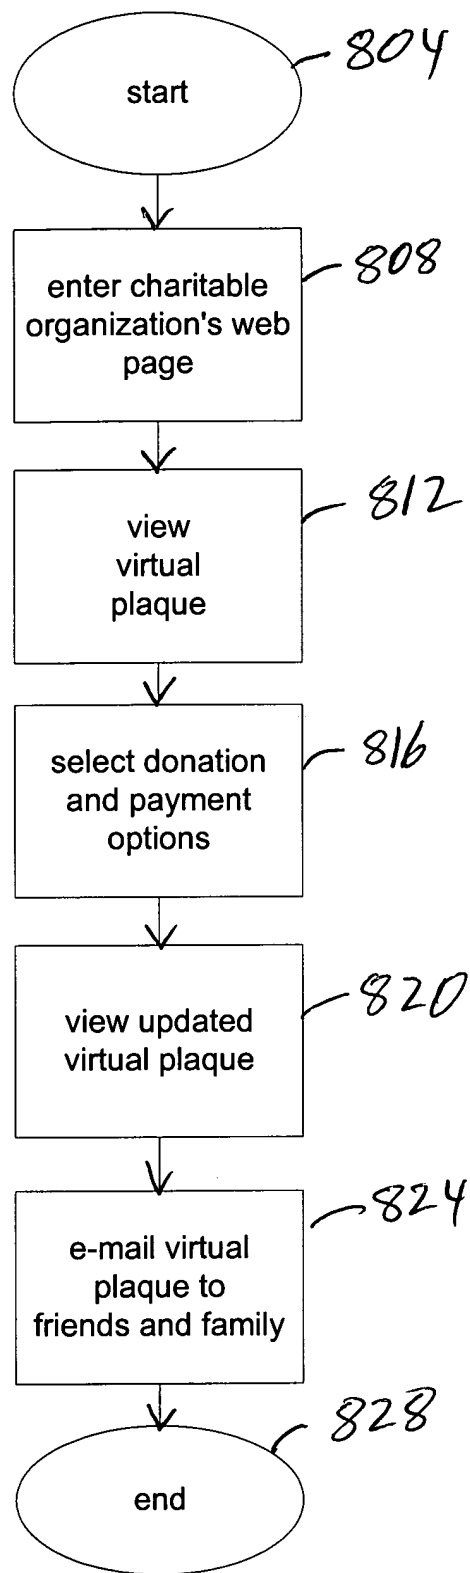 start
804
enter charitable
organization's web
page
808
view
virtual
plaque
812
select donation
and payment
options
816
view updated
virtual plaque
820
e-mail virtual
plaque to
friends and family
824
end
828